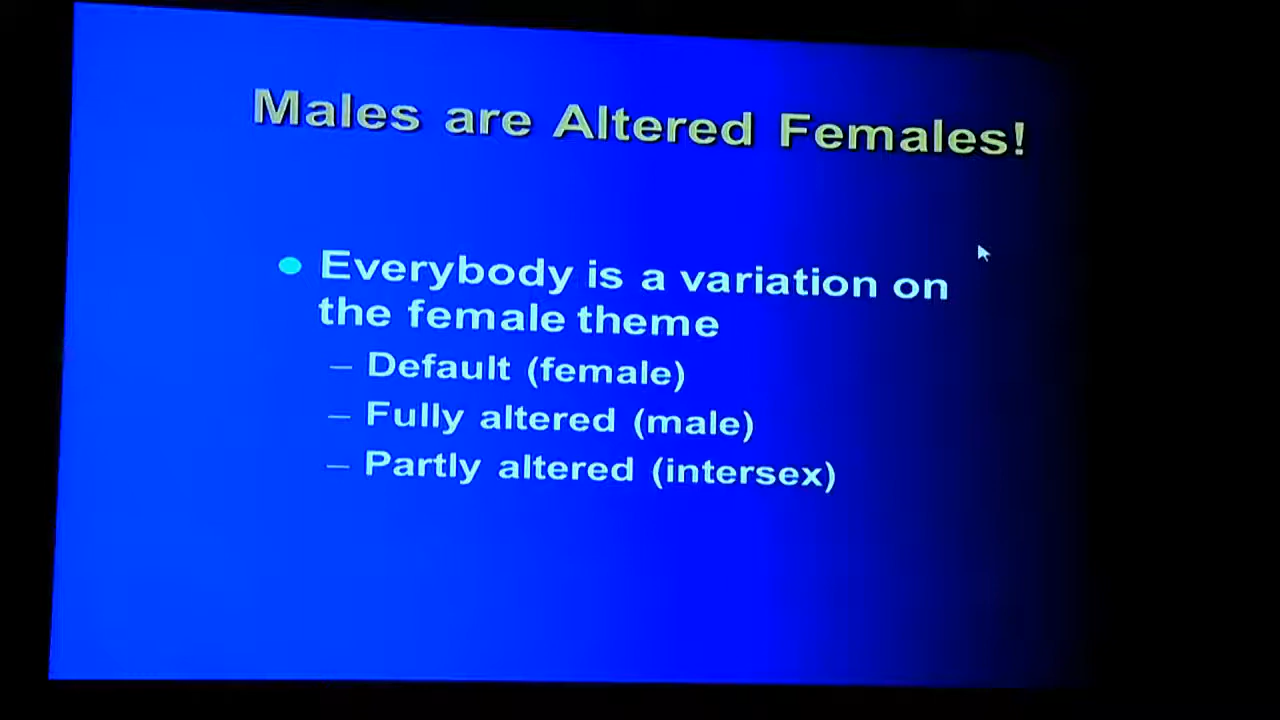 Males are Altered Females!
Everybody is a variation on
the female theme
– Default (female)
– Fully altered (male)
– Partly altered (intersex)